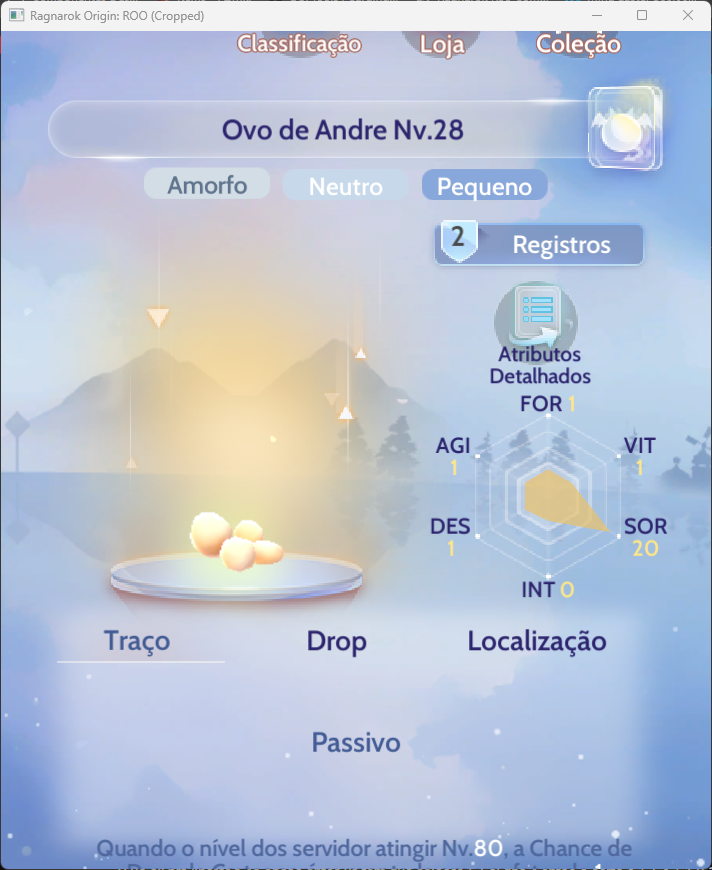 Ragnarok Origin: ROO (Cropped)
Classificação Loja Coleção
Ovo de Andre Nv.28
Amorfo Neutro Pequeno
2 Registros
Atributos
Detalhados
FOR 1
AGI 1
VIT 1
DES 1
SOR 20
INT 0
Traço Drop Localização
Passivo
Quando o nível dos servidor atingir Nv.80, a Chance de